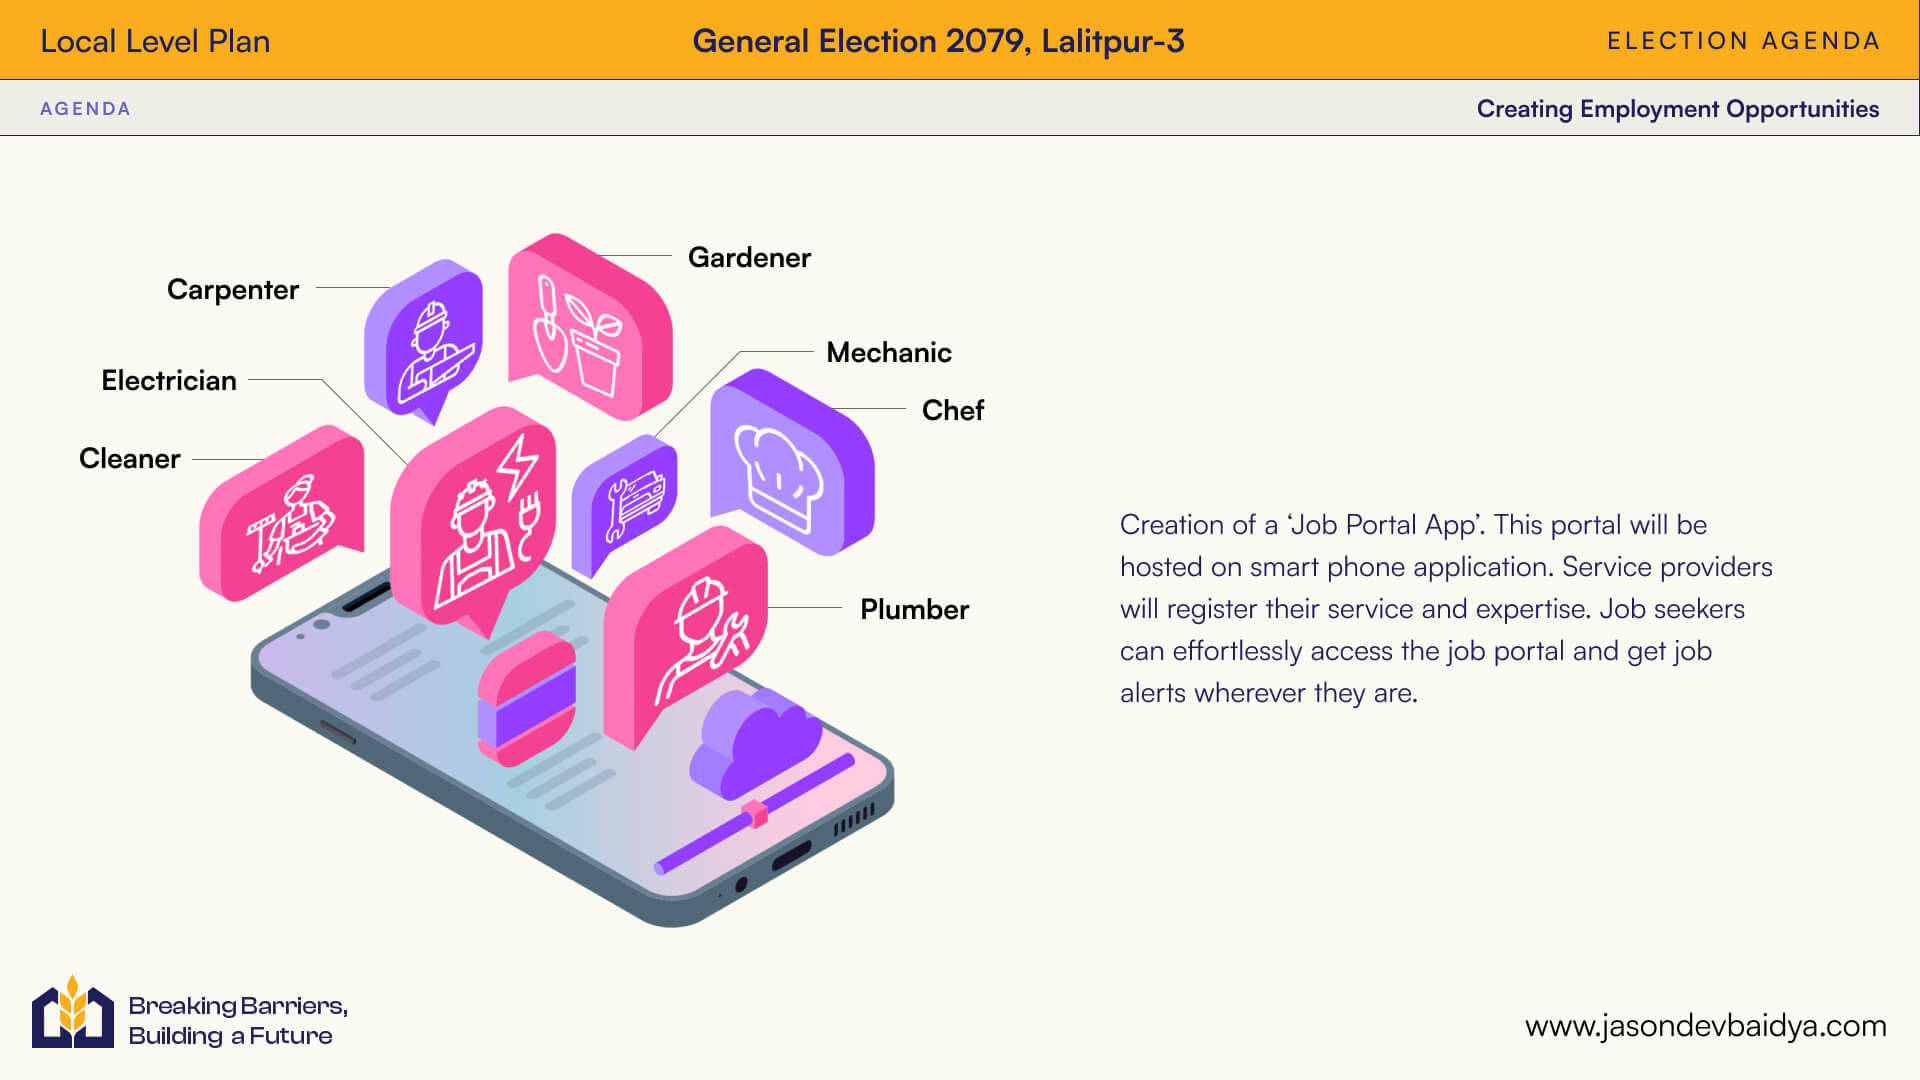 Local Level Plan
General Election 2079, Lalitpur-3
ELECTION AGENDA
AGENDA
Creating Employment Opportunities
Gardener
Carpenter
Mechanic
Electrician
Chef
Cleaner
Plumber
Creation of a ‘Job Portal App’. This portal will be
hosted on smart phone application. Service providers
will register their service and expertise. Job seekers
can effortlessly access the job portal and get job
alerts wherever they are.
Breaking Barriers,
Building a Future
www.jasondevbaidya.com